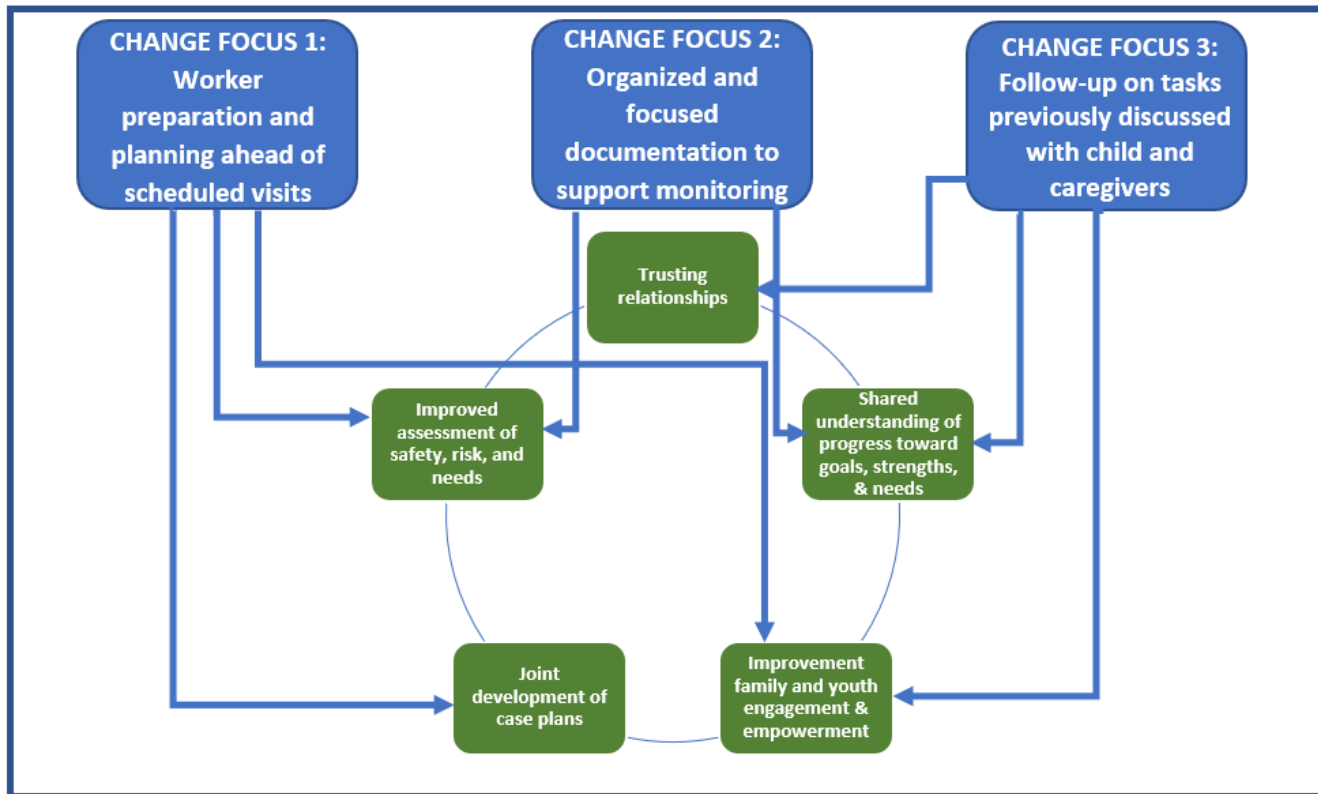 CHANGE FOCUS 1:
Worker
preparation and
planning ahead of
scheduled visits
CHANGE FOCUS 2:
Organized and
focused
documentation to
support monitoring
CHANGE FOCUS 3:
Follow-up on tasks
previously discussed
with child and
caregivers
Trusting
relationships
Improved
assessment of
safety, risk, and
needs
Shared
understanding of
progress toward
goals, strengths,
& needs
Joint
development of
case plans
Improvement
family and youth
engagement &
empowerment